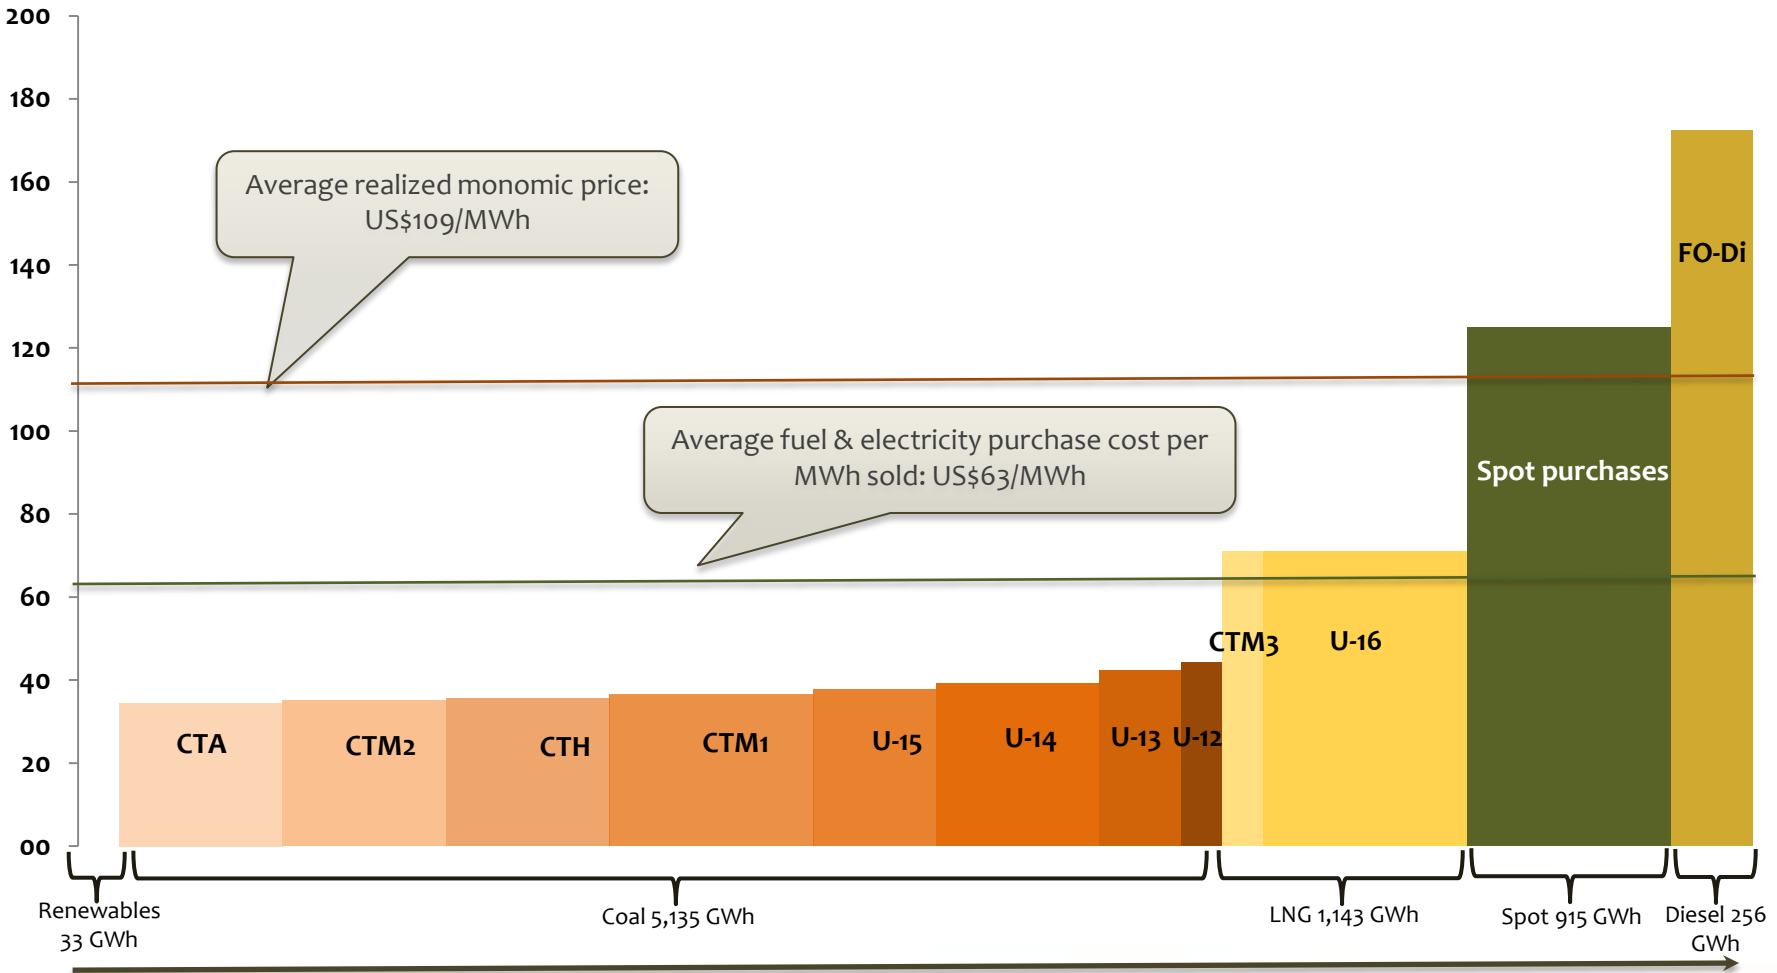 200
180
160
140
120
100
80
60
40
20
00
Average realized monomic price:
US$109/MWh
Average fuel & electricity purchase cost per
MWh sold: US$63/MWh
CTA
CTM2
CTH
CTM1
U-15
U-14
U-13
U-12
CTM3
U-16
Spot purchases
FO-Di
Renewables
33 GWh
Coal 5,135 GWh
LNG 1,143 GWh
Spot 915 GWh
Diesel 256
GWh